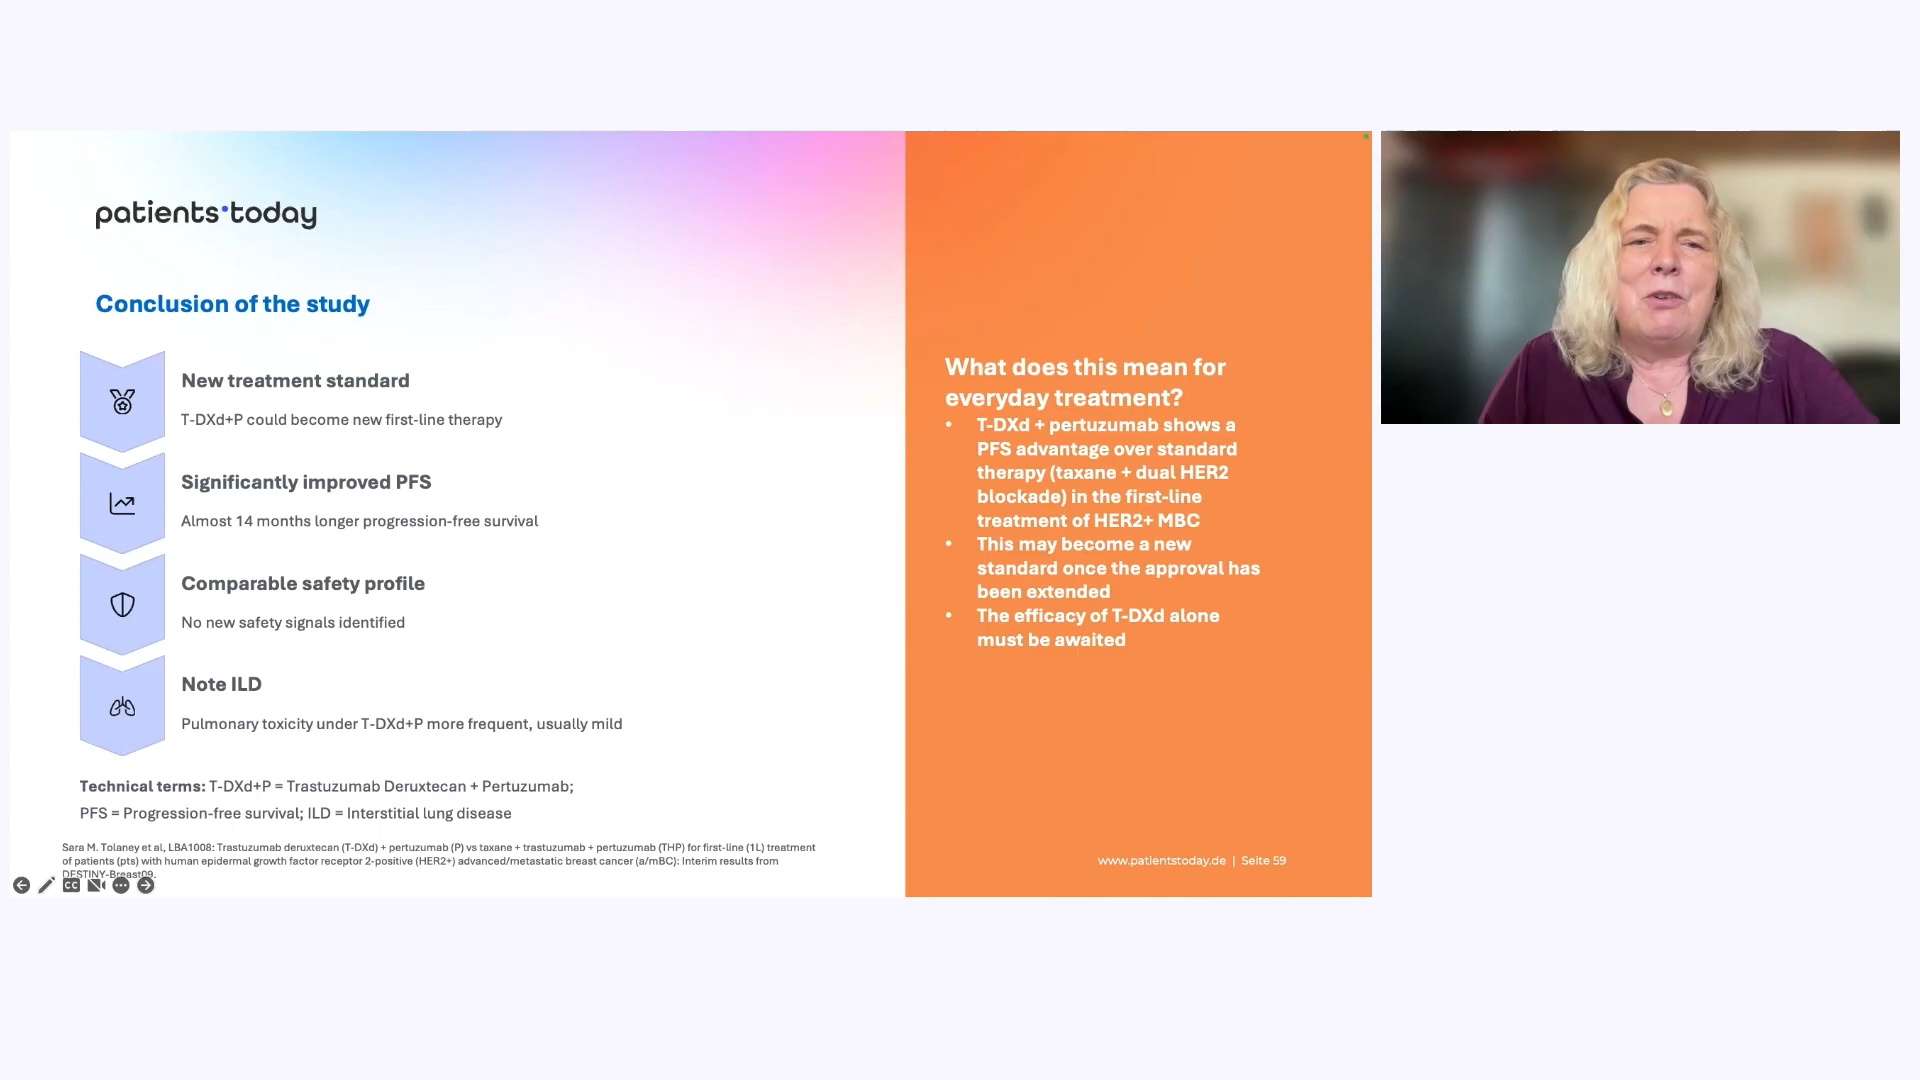 patients•today
Conclusion of the study
New treatment standard
T-DXd+P could become new first-line therapy
Significantly improved PFS
Almost 14 months longer progression-free survival
Comparable safety profile
No new safety signals identified
Note ILD
Pulmonary toxicity under T-DXd+P more frequent, usually mild
Technical terms: T-DXd+P = Trastuzumab Deruxtecan + Pertuzumab;
PFS = Progression-free survival; ILD = Interstitial lung disease
Sara M. Tolaney et al, LBA1008: Trastuzumab deruxtecan (T-DXd) + pertuzumab (P) vs taxane + trastuzumab + pertuzumab (THP) for first-line (1L) treatment
of patients (pts) with human epidermal growth factor receptor 2-positive (HER2+) advanced/metastatic breast cancer (a/mBC): Interim results from
DESTINY-Breast09.
CC
What does this mean for
everyday treatment?
• T-DXd + pertuzumab shows a
PFS advantage over standard
therapy (taxane + dual HER2
blockade) in the first-line
treatment of HER2+ MBC
• This may become a new
standard once the approval has
been extended
• The efficacy of T-DXd alone
must be awaited
www.patientstoday.de | Seite 59